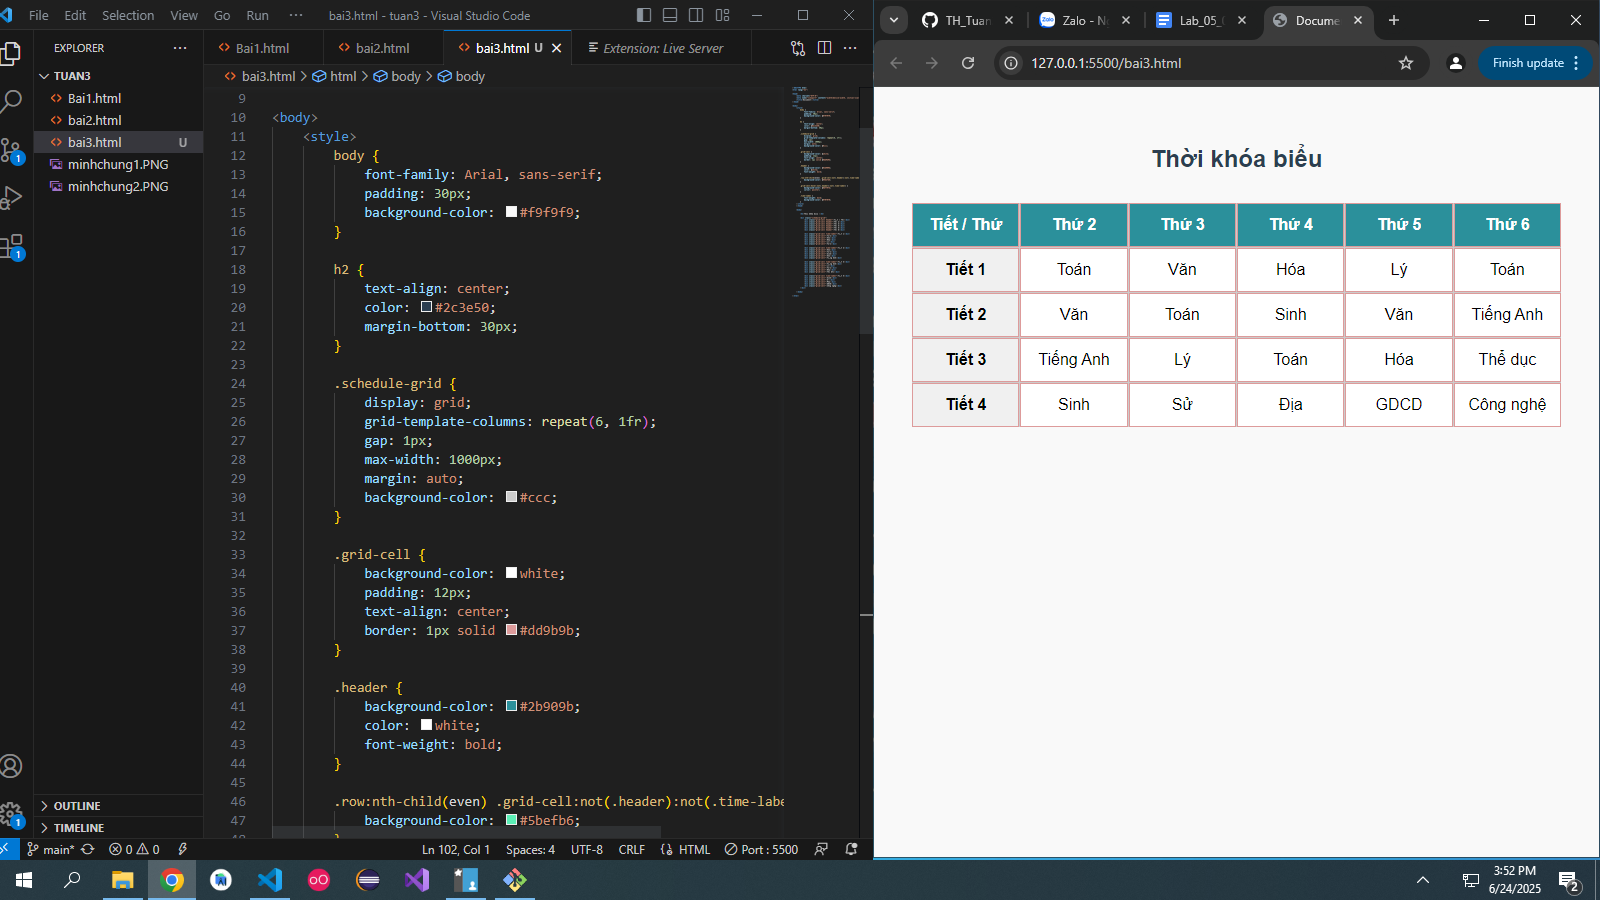 File Edit Selection View Go Run ··· bai3.html - tuan3 - Visual Studio Code
EXPLORER
TUAN3
Bai1.html
bai2.html
bai3.html U
minhchung1.PNG
minhchung2.PNG
OUTLINE
TIMELINE
Bai1.html bai2.html bai3.html U Extension: Live Server
bai3.html > html > body > body
9
10 <body>
11 <style>
12 body {
13 font-family: Arial, sans-serif;
14 padding: 30px;
15 background-color: #f9f9f9;
16 }
17
18 h2 {
19 text-align: center;
20 color: #2c3e50;
21 margin-bottom: 30px;
22 }
23
24 .schedule-grid {
25 display: grid;
26 grid-template-columns: repeat(6, 1fr);
27 gap: 1px;
28 max-width: 1000px;
29 margin: auto;
30 background-color: #ccc;
31 }
32
33 .grid-cell {
34 background-color: white;
35 padding: 12px;
36 text-align: center;
37 border: 1px solid #dd9b9b;
38 }
39
40 .header {
41 background-color: #2b909b;
42 color: white;
43 font-weight: bold;
44 }
45
46 .row:nth-child(even) .grid-cell:not(.header):not(.time-labe
47 background-color: #5befb6;
1
1
1
main* 0 0 Ln 102, Col 1 Spaces: 4 UTF-8 CRLF HTML Port : 5500
TH_Tuan Zalo - N Lab_05_ Docume
127.0.0.1:5500/bai3.html Finish update
Thời khóa biểu
Tiết / Thứ Thứ 2 Thứ 3 Thứ 4 Thứ 5 Thứ 6
Tiết 1 Toán Văn Hóa Lý Toán
Tiết 2 Văn Toán Sinh Văn Tiếng Anh
Tiết 3 Tiếng Anh Lý Toán Hóa Thể dục
Tiết 4 Sinh Sử Địa GDCD Công nghệ
3:52 PM
6/24/2025
2